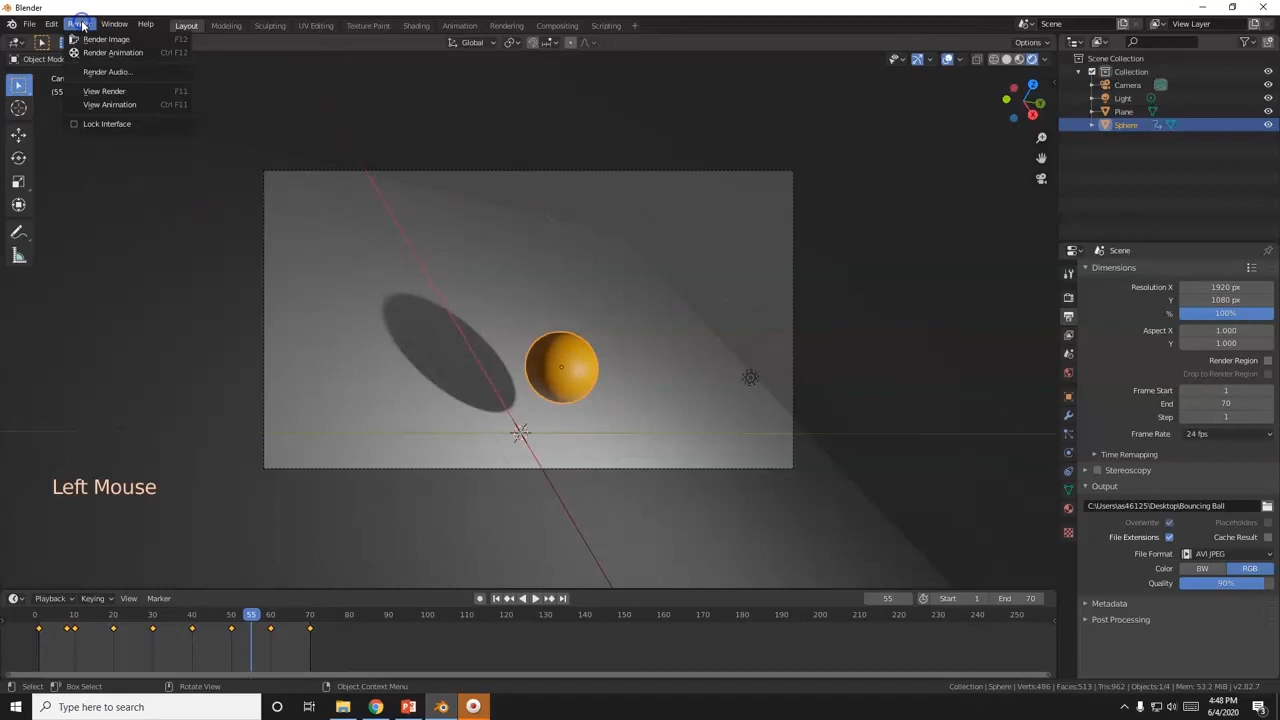 Blender
File Edit Render Window Help Layout Modeling Sculpting UV Editing Texture Paint Shading Animation Rendering Compositing Scripting Scene View Layer
Render Image F12
Render Animation Ctrl F12
Render Audio...
View Render F11
View Animation Ctrl F11
Lock Interface
Global
Options
Object Mode
(55
Z
Y
X
Scene Collection
Collection
Camera
Light
Plane
Sphere
Scene
Dimensions
Resolution X 1920 px
Y 1080 px
% 100%
Aspect X 1.000
Y 1.000
Render Region
Crop to Render Region
Frame Start 1
End 70
Step 1
Frame Rate 24 fps
Time Remapping
Stereoscopy
Output
C:\Users\as46125\Desktop\Bouncing Ball
Overwrite Placeholders
File Extensions Cache Result
File Format AVI JPEG
Color BW RGB
Quality 90%
Metadata
Post Processing
Left Mouse
Playback Keying View Marker 55 Start 1 End 70
0 10 20 30 40 50 55 60 70 80 90 100 110 120 130 140 150 160 170 180 190 200 210 220 230 240 250
Select Box Select Rotate View Object Context Menu Collection | Sphere | Verts:486 | Faces:513 | Tris:962 | Objects:1/4 | Mem: 53.2 MiB | v2.82.7
Type here to search
4:48 PM
6/4/2020